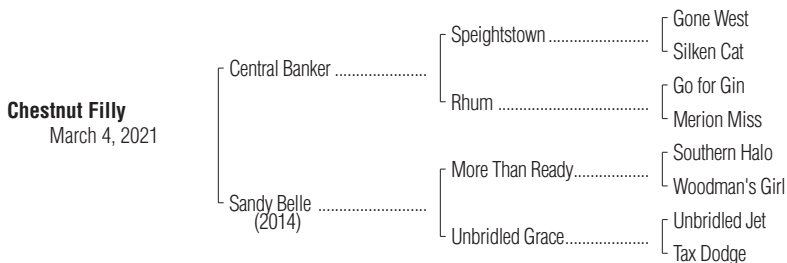 Gone West
Speightstown ........................
Silken Cat
Central Banker ......................
Go for Gin
Rhum ....................................
Merion Miss
Chestnut Filly
March 4, 2021
Southern Halo
More Than Ready..................
Woodman's Girl
Sandy Belle ..........................
(2014)
Unbridled Jet
Unbridled Grace....................
Tax Dodge